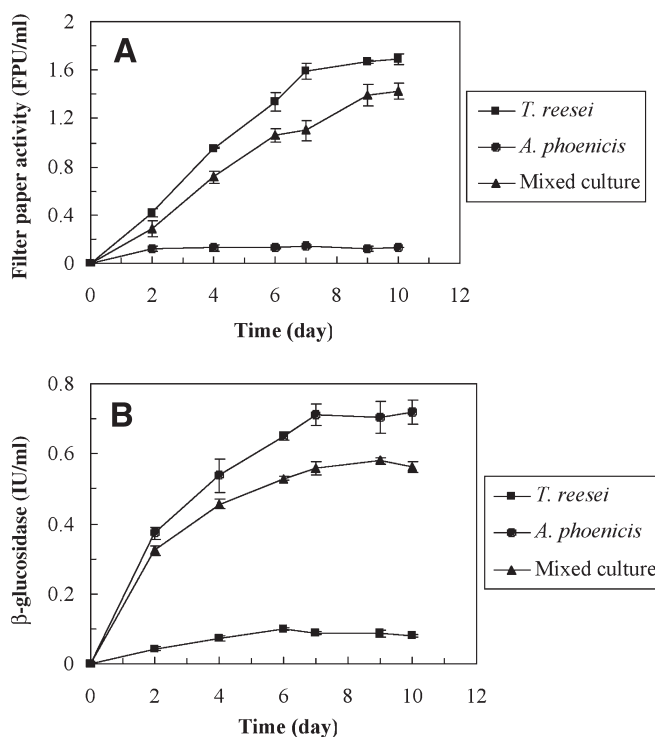 A
Filter paper activity (FPU/ml)
2
1.6
1.2
0.8
0.4
0
0 2 4 6 8 10 12
Time (day)
T. reesei
A. phoenicis
Mixed culture
B
β-glucosidase (IU/ml)
0.8
0.6
0.4
0.2
0
0 2 4 6 8 10 12
Time (day)
T. reesei
A. phoenicis
Mixed culture